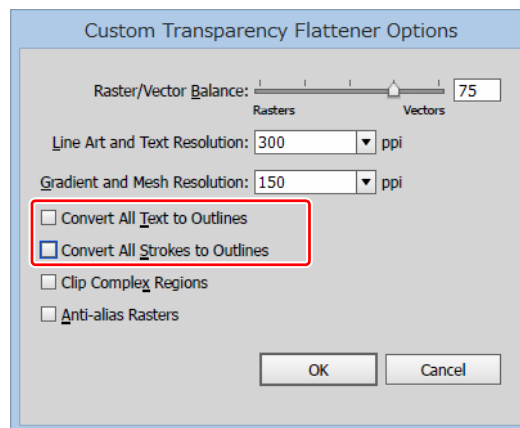 Custom Transparency Flattener Options
Raster/Vector Balance: 75
Rasters Vectors
Line Art and Text Resolution: 300 ppi
Gradient and Mesh Resolution: 150 ppi
Convert All Text to Outlines
Convert All Strokes to Outlines
Clip Complex Regions
Anti-alias Rasters
OK Cancel